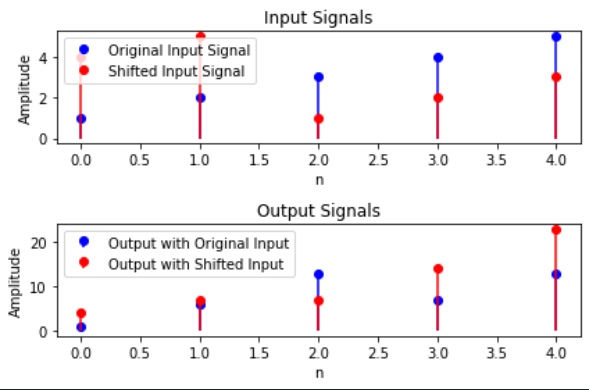 Input Signals
Original Input Signal
Shifted Input Signal
4
2
0
Amplitude
0.0 0.5 1.0 1.5 2.0 2.5 3.0 3.5 4.0
n
Output Signals
Output with Original Input
Output with Shifted Input
20
10
0
Amplitude
0.0 0.5 1.0 1.5 2.0 2.5 3.0 3.5 4.0
n